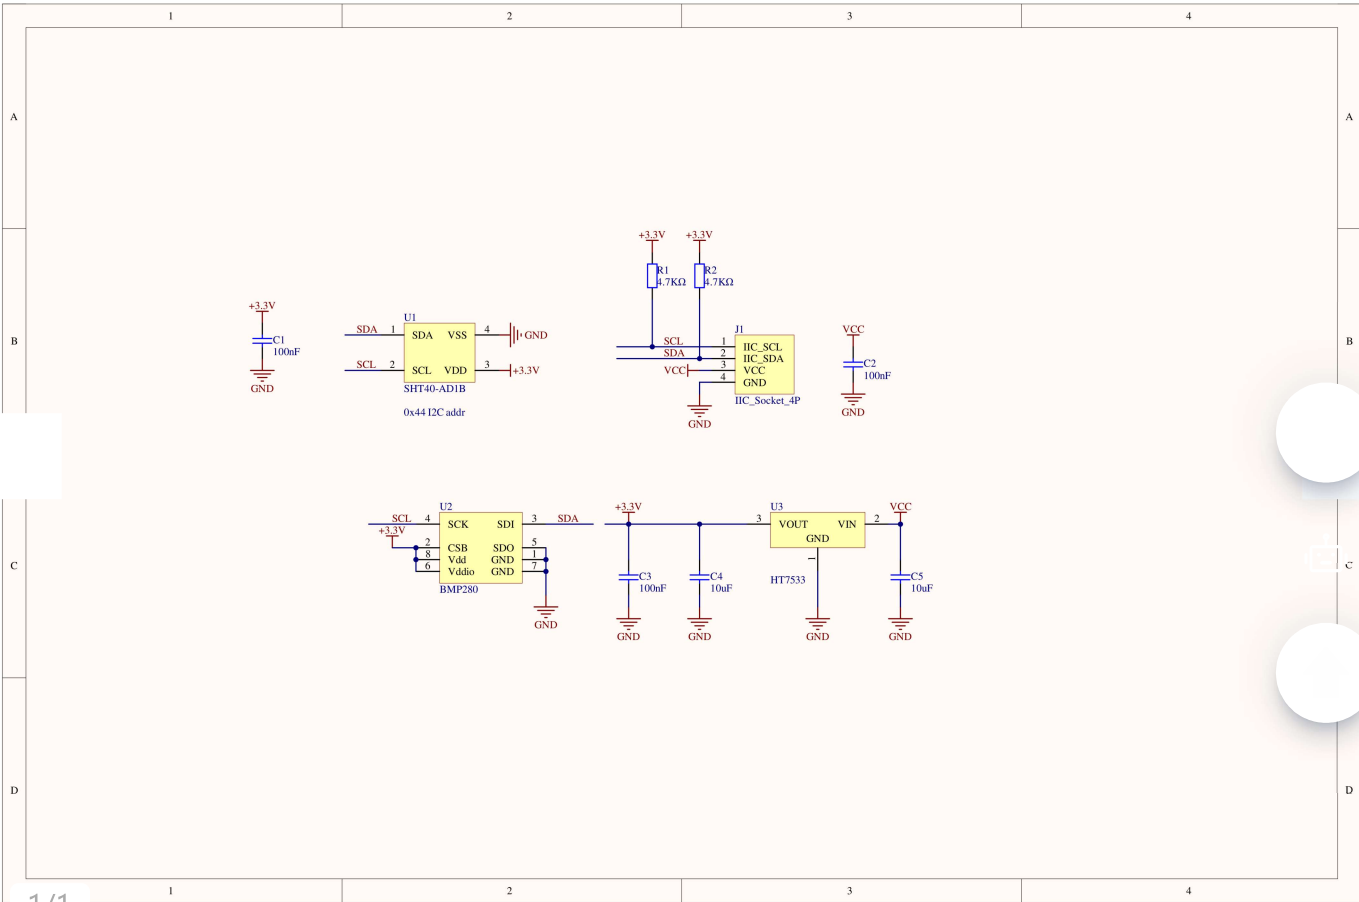 1 2 3 4
A A
+3.3V +3.3V
R1 R2
4.7KΩ 4.7KΩ
+3.3V
C1
100nF
GND
U1
SDA 1 SDA VSS 4 GND
SCL 2 SCL VDD 3 +3.3V
SHT40-AD1B
0x44 I2C addr
J1
SCL 1 IIC_SCL
SDA 2 IIC_SDA
VCC 3 VCC
4 GND
IIC_Socket_4P
GND
VCC
C2
100nF
GND
B B
U2
SCL 4 SCK SDI 3 SDA
+3.3V
2 CSB SDO 5
8 Vdd GND 1
6 Vddio GND 7
BMP280
GND
+3.3V
C3
100nF
GND
C4
10uF
GND
U3
3 VOUT VIN 2
GND
1
HT7533
GND
VCC
C5
10uF
GND
C C
D D
1 2 3 4
1/1